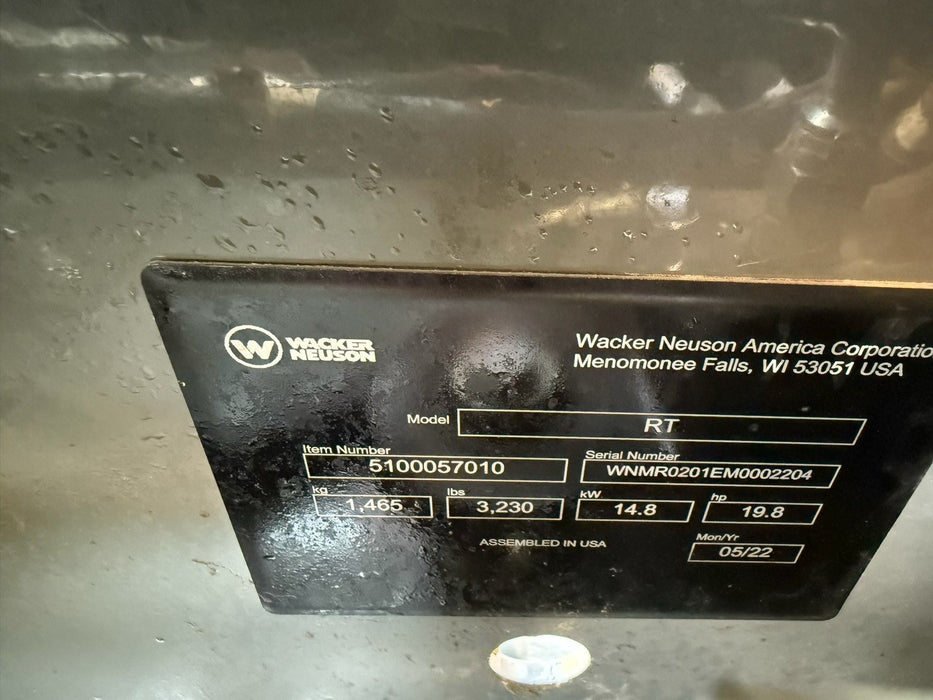 W WACKER NEUSON
Wacker Neuson America Corporatio
Menomonee Falls, WI 53051 USA
Model RT
Item Number Serial Number
5100057010 WNMR0201EM0002204
kg lbs kW hp
1,465 3,230 14.8 19.8
ASSEMBLED IN USA
Mon/Yr
05/22